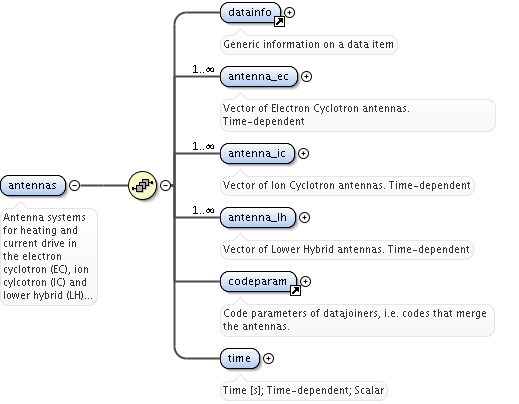 datainfo
Generic information on a data item
1..∞
antenna_ec
Vector of Electron Cyclotron antennas.
Time-dependent
1..∞
antenna_ic
Vector of Ion Cyclotron antennas. Time-dependent
antennas
Antenna systems
for heating and
current drive in
the electron
cyclotron (EC), ion
cylcotron (IC) and
lower hybrid (LH)...
1..∞
antenna_lh
Vector of Lower Hybrid antennas. Time-dependent
codeparam
Code parameters of datajoiners, i.e. codes that merge
the antennas.
time
Time [s]; Time-dependent; Scalar